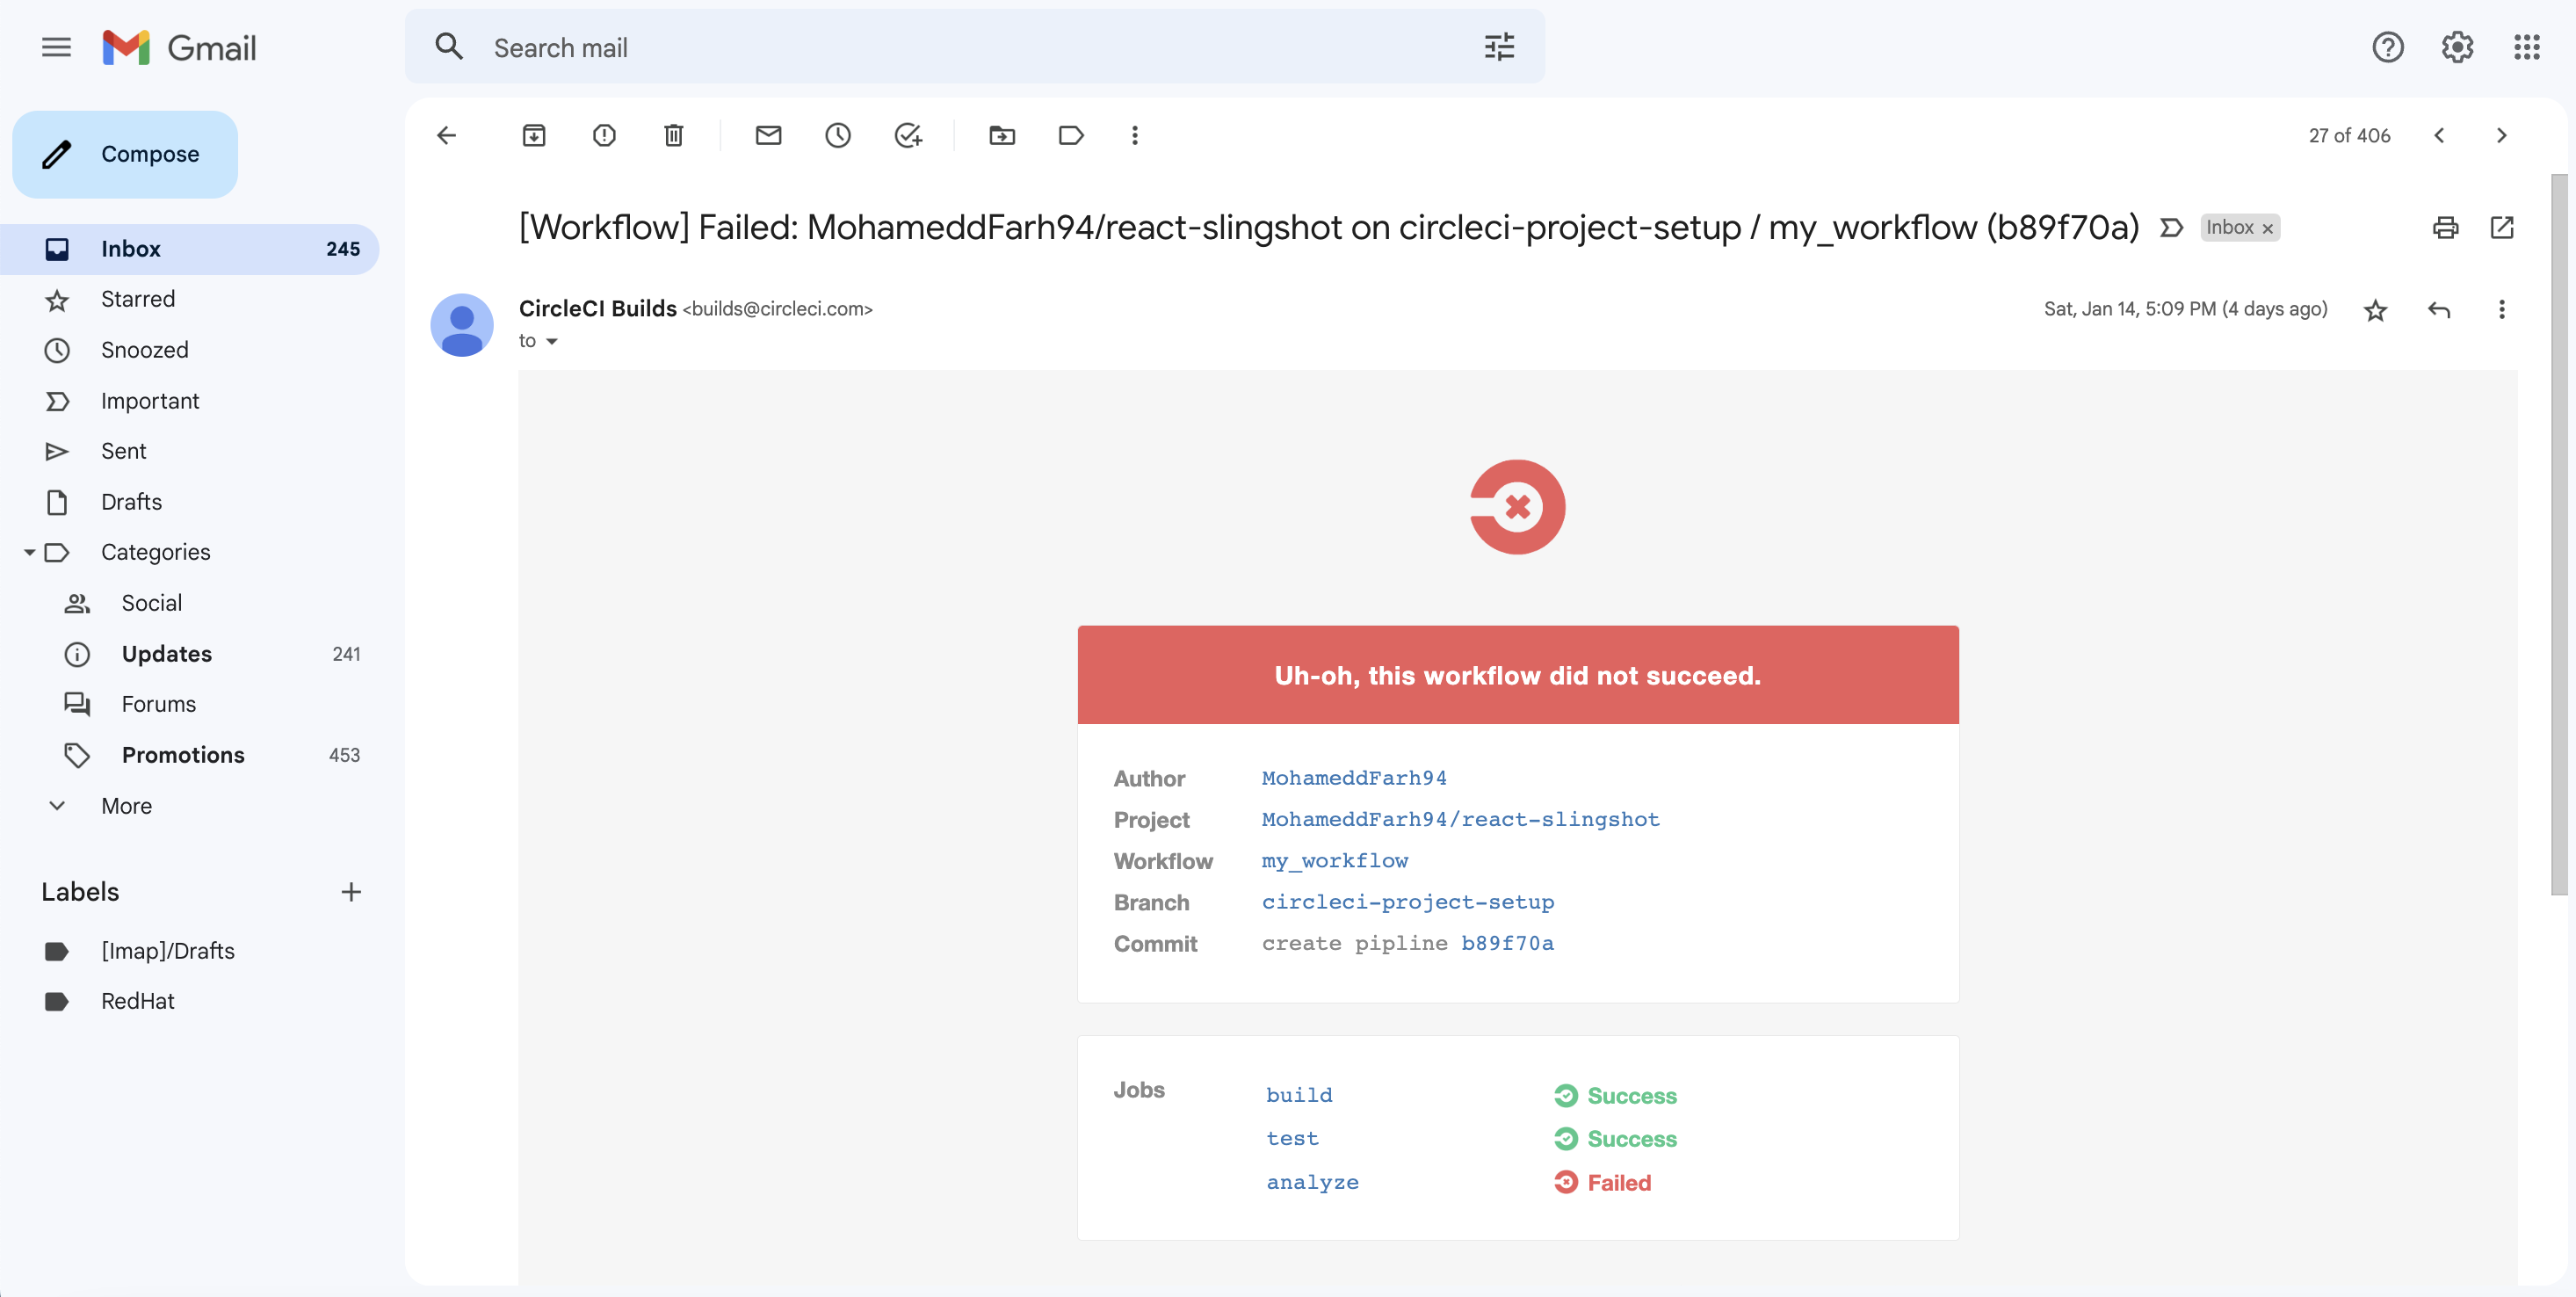 Gmail
Search mail
Compose
27 of 406
Inbox 245
Starred
Snoozed
Important
Sent
Drafts
Categories
Social
Updates 241
Forums
Promotions 453
More
Labels
[Imap]/Drafts
RedHat
[Workflow] Failed: MohameddFarh94/react-slingshot on circleci-project-setup / my_workflow (b89f70a) Inbox
CircleCI Builds <builds@circleci.com> Sat, Jan 14, 5:09 PM (4 days ago)
to
Uh-oh, this workflow did not succeed.
Author MohameddFarh94
Project MohameddFarh94/react-slingshot
Workflow my_workflow
Branch circleci-project-setup
Commit create pipline b89f70a
Jobs build Success
test Success
analyze Failed